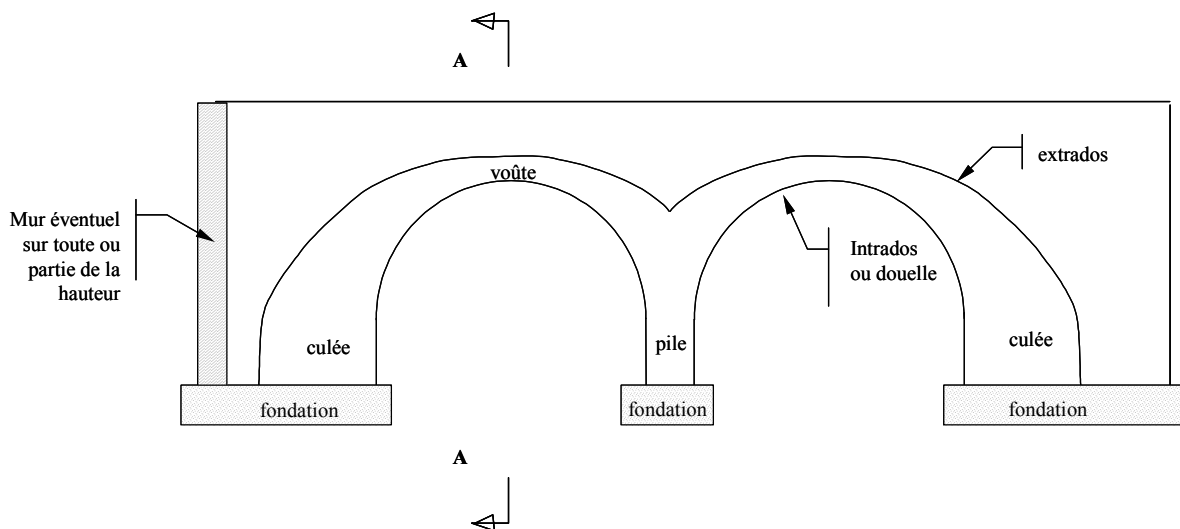 A
extrados
voûte
Mur éventuel
sur toute ou
partie de la
hauteur
Intrados
ou douelle
culée
pile
culée
fondation
fondation
fondation
A